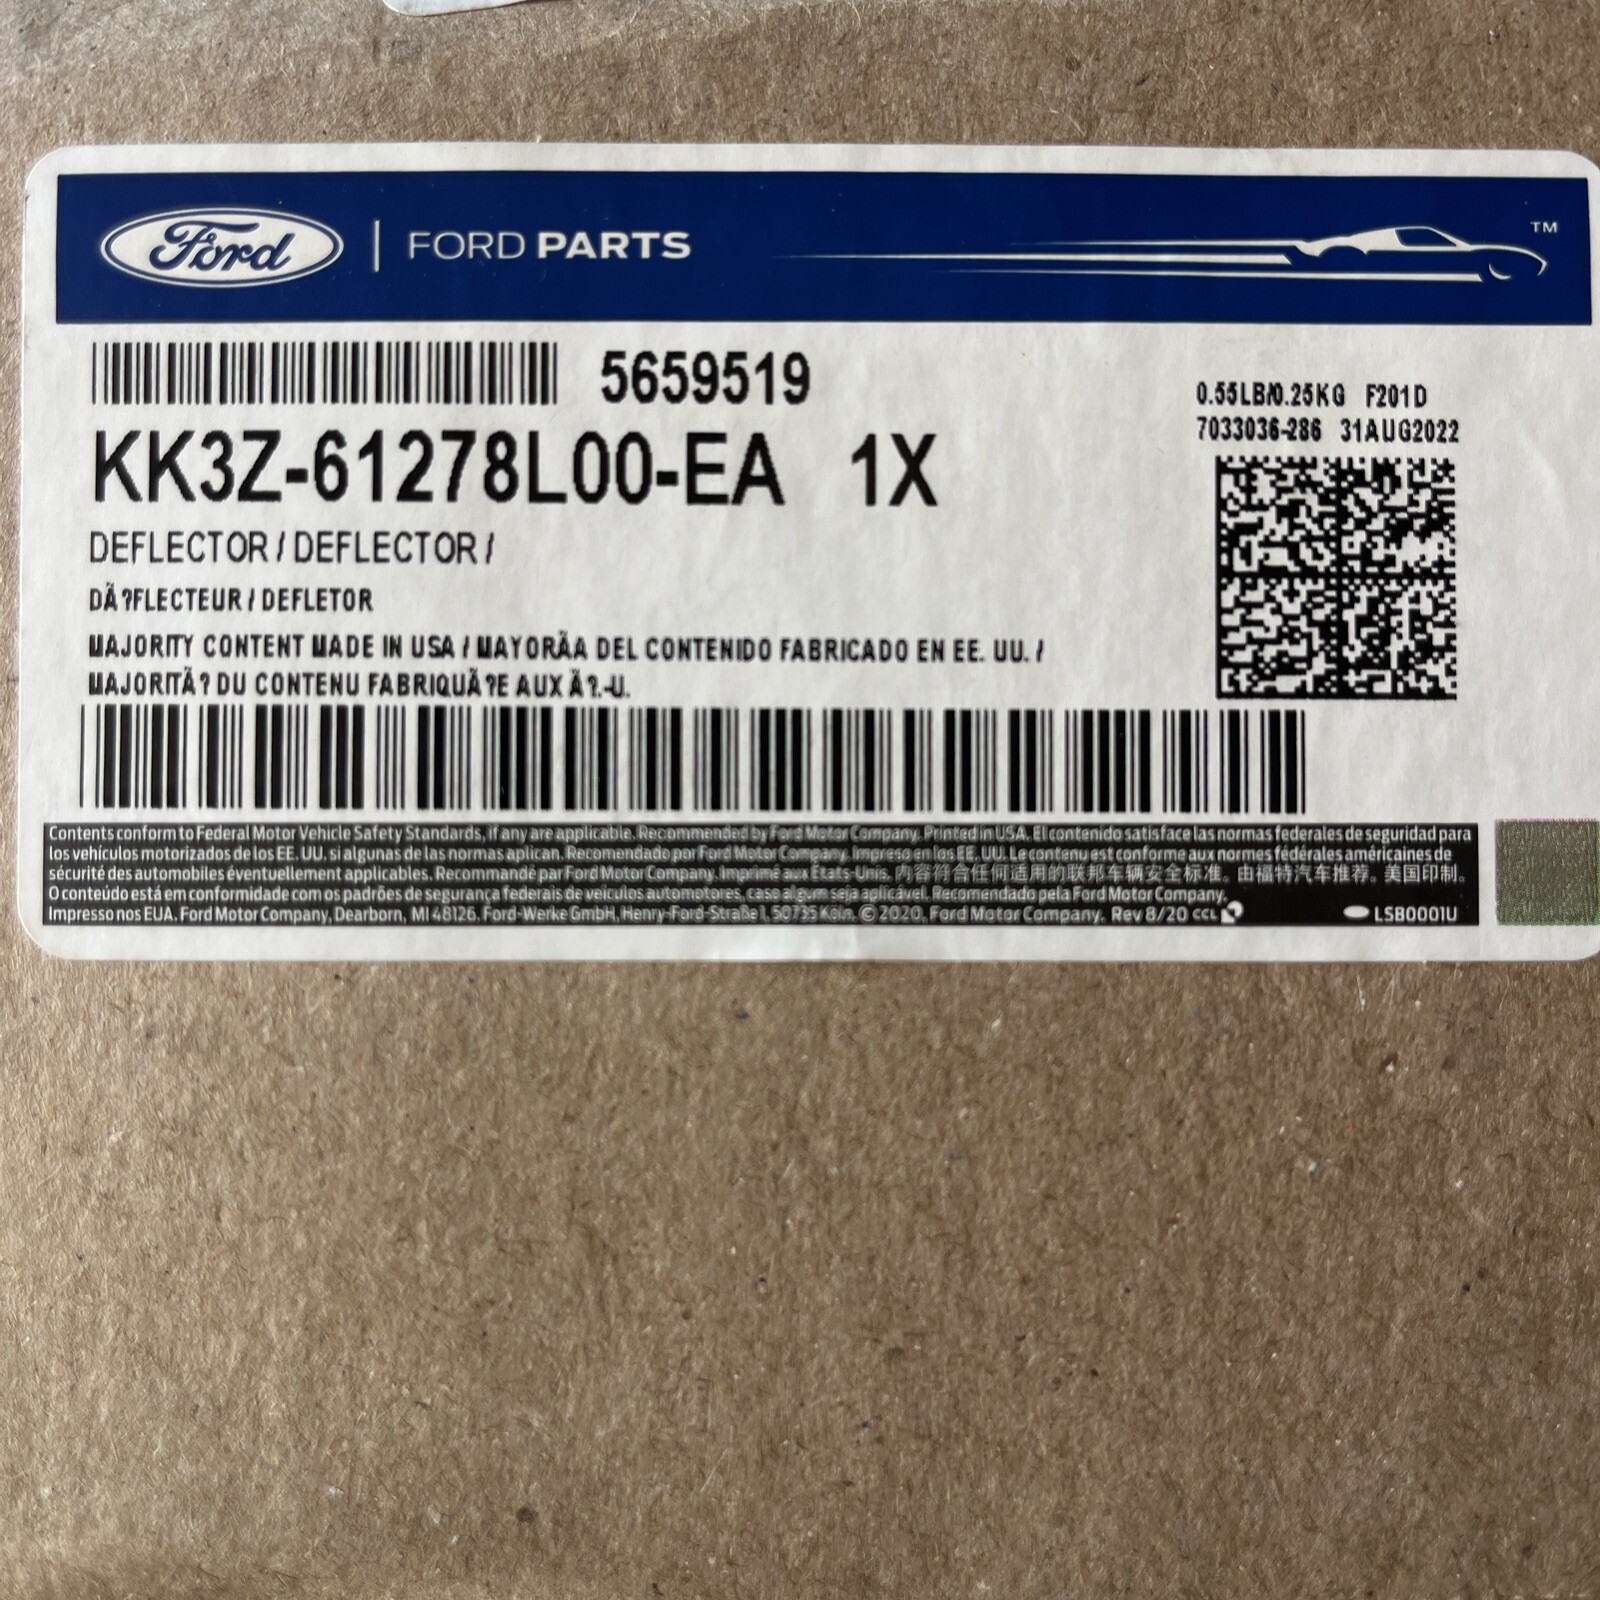 Ford | FORD PARTS TM
5659519
0.55LB/0.25KG F201D
7033036-286 31AUG2022
KK3Z-61278L00-EA 1X
DEFLECTOR / DEFLECTOR /
DÃ?FLECTEUR / DEFLETOR
MAJORITY CONTENT MADE IN USA / MAYORÃA DEL CONTENIDO FABRICADO EN EE. UU. /
MAJORITÃ? DU CONTENU FABRIQUÃ?E AUX Ã?.-U.
Contents conform to Federal Motor Vehicle Safety Standards, if any are applicable. Recommended by Ford Motor Company. Printed in USA. El contenido satisface las normas federales de seguridad para
los vehículos motorizados de los EE. UU. si algunas de las normas aplican. Recomendado por Ford Motor Company. Impreso en los EE. UU. Le contenu est conforme aux normes fédérales américaines de
sécurité des automobiles éventuellement applicables. Recommandé par Ford Motor Company. Imprimé aux États-Unis. 内容符合任何适用的联邦车辆安全标准。由福特汽车推荐。美国印制。
O conteúdo está em conformidade com os padrões de segurança federais de veículos automotores, caso algum seja aplicável. Recomendado pela Ford Motor Company.
Impresso nos EUA. Ford Motor Company, Dearborn, MI 48126. Ford-Werke GmbH, Henry-Ford-Straße 1, 50735 Köln. © 2020, Ford Motor Company. Rev 8/20 CCL LSB0001U